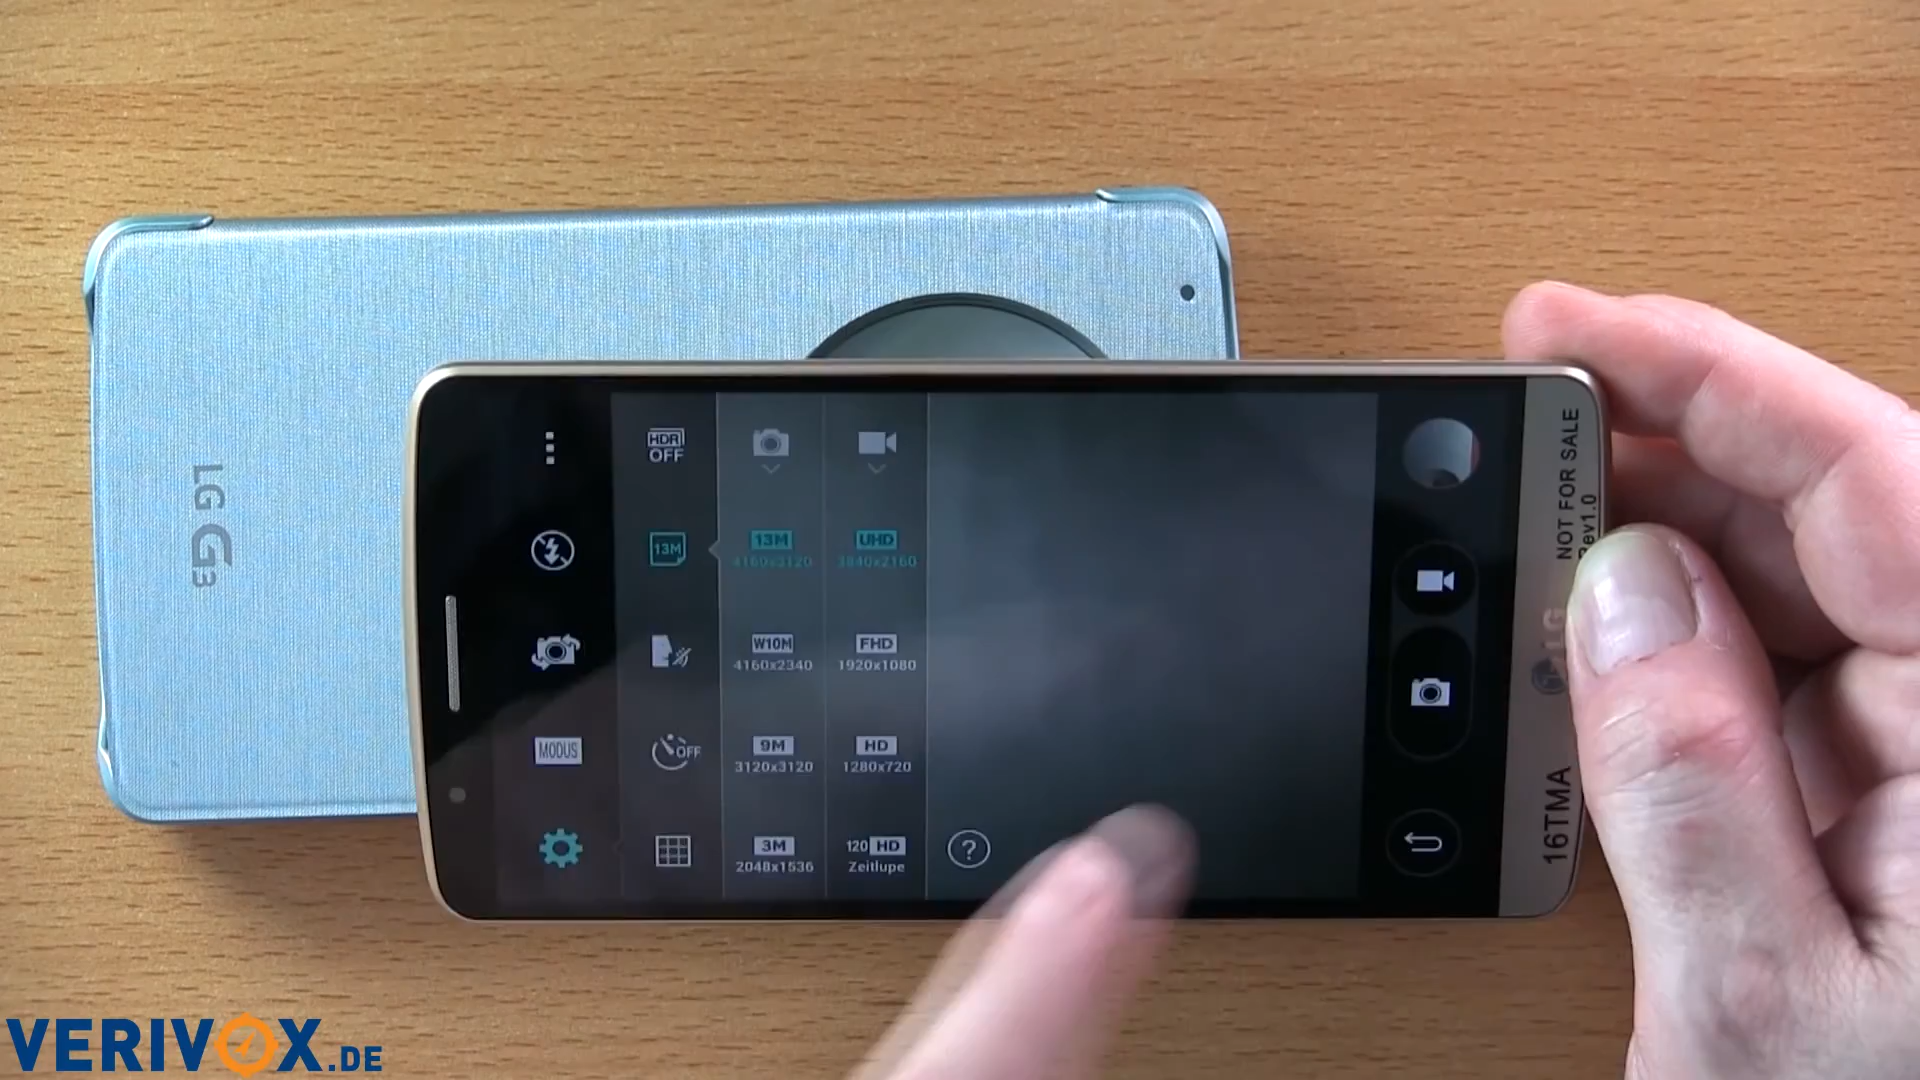 LG G3
HDR
OFF
13M
13M
4160x3120
UHD
3840x2160
W10M
4160x2340
FHD
1920x1080
MODUS
OFF
9M
3120x3120
HD
1280x720
3M
2048x1536
120 HD
Zeitlupe
?
NOT FOR SALE
Rev1.0
LG
16TMA
VERIVOX.DE